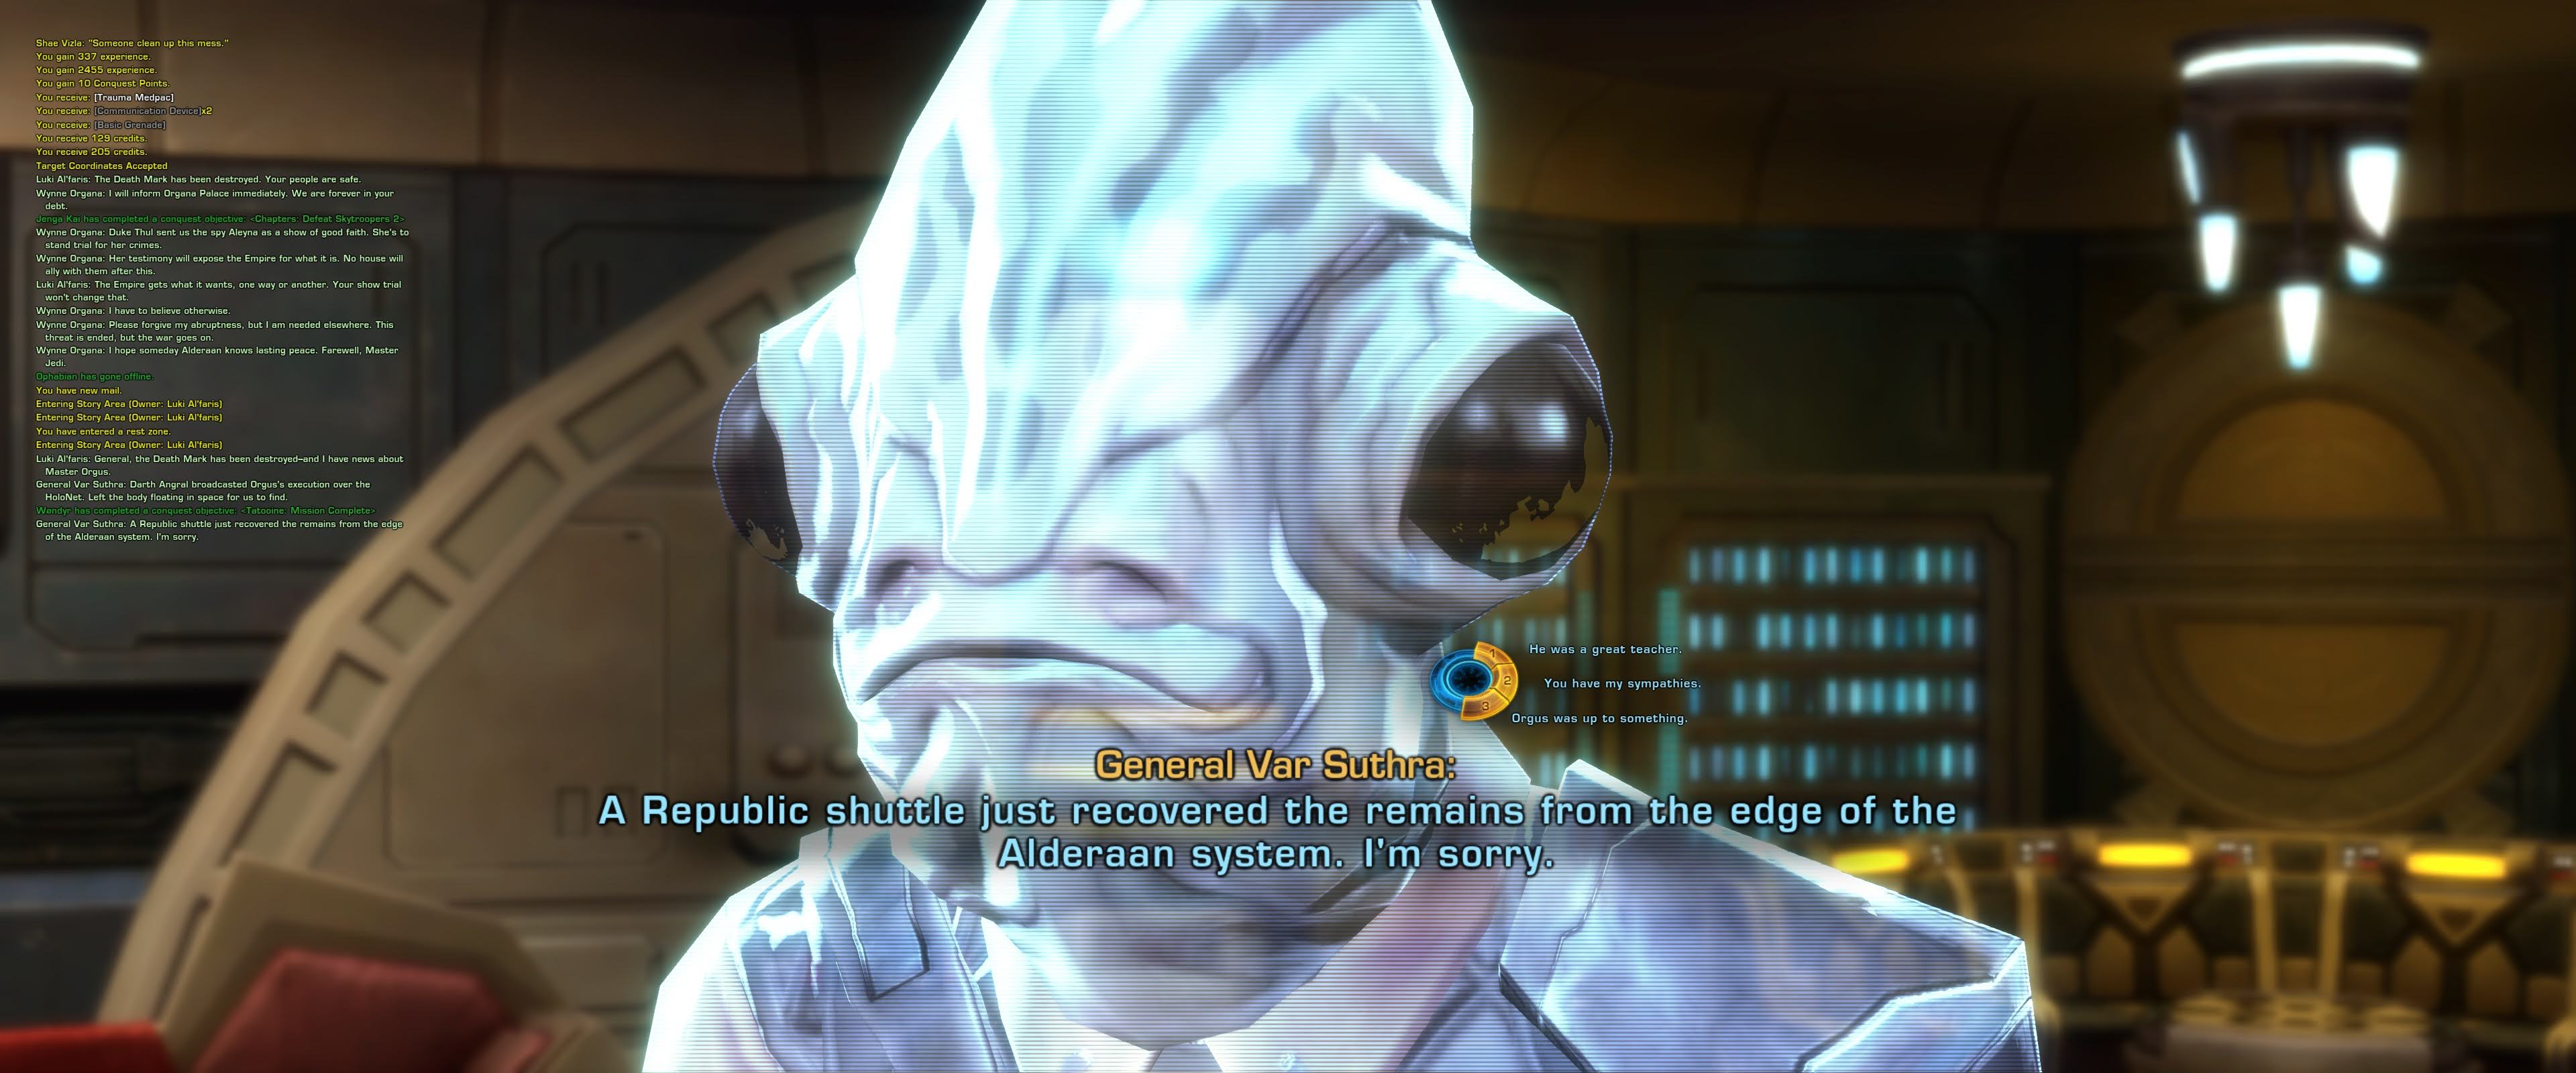 Shae Vizla: "Someone clean up this mess."
You gain 337 experience.
You gain 2455 experience.
You gain 10 Conquest Points.
You receive: [Trauma Medpac]
You receive: [Communication Device]x2
You receive: [Basic Grenade]
You receive 129 credits.
You receive 205 credits.
Target Coordinates Accepted
Luki Al'faris: The Death Mark has been destroyed. Your people are safe.
Wynne Organa: I will inform Organa Palace immediately. We are forever in your
debt.
Jenga Kai has completed a conquest objective: <Chapters: Defeat Skytroopers 2>
Wynne Organa: Duke Thul sent us the spy Aleyna as a show of good faith. She's to
stand trial for her crimes.
Wynne Organa: Her testimony will expose the Empire for what it is. No house will
ally with them after this.
Luki Al'faris: The Empire gets what it wants, one way or another. Your show trial
won't change that.
Wynne Organa: I have to believe otherwise.
Wynne Organa: Please forgive my abruptness, but I am needed elsewhere. This
threat is ended, but the war goes on.
Wynne Organa: I hope someday Alderaan knows lasting peace. Farewell, Master
Jedi.
Ophabian has gone offline.
You have new mail.
Entering Story Area (Owner: Luki Al'faris)
Entering Story Area (Owner: Luki Al'faris)
You have entered a rest zone.
Entering Story Area (Owner: Luki Al'faris)
Luki Al'faris: General, the Death Mark has been destroyed—and I have news about
Master Orgus.
General Var Suthra: Darth Angral broadcasted Orgus's execution over the
HoloNet. Left the body floating in space for us to find.
Wøndyr has completed a conquest objective: <Tatooine: Mission Complete>
General Var Suthra: A Republic shuttle just recovered the remains from the edge
of the Alderaan system. I'm sorry.
1 He was a great teacher.
2 You have my sympathies.
3 Orgus was up to something.
General Var Suthra:
A Republic shuttle just recovered the remains from the edge of the
Alderaan system. I'm sorry.